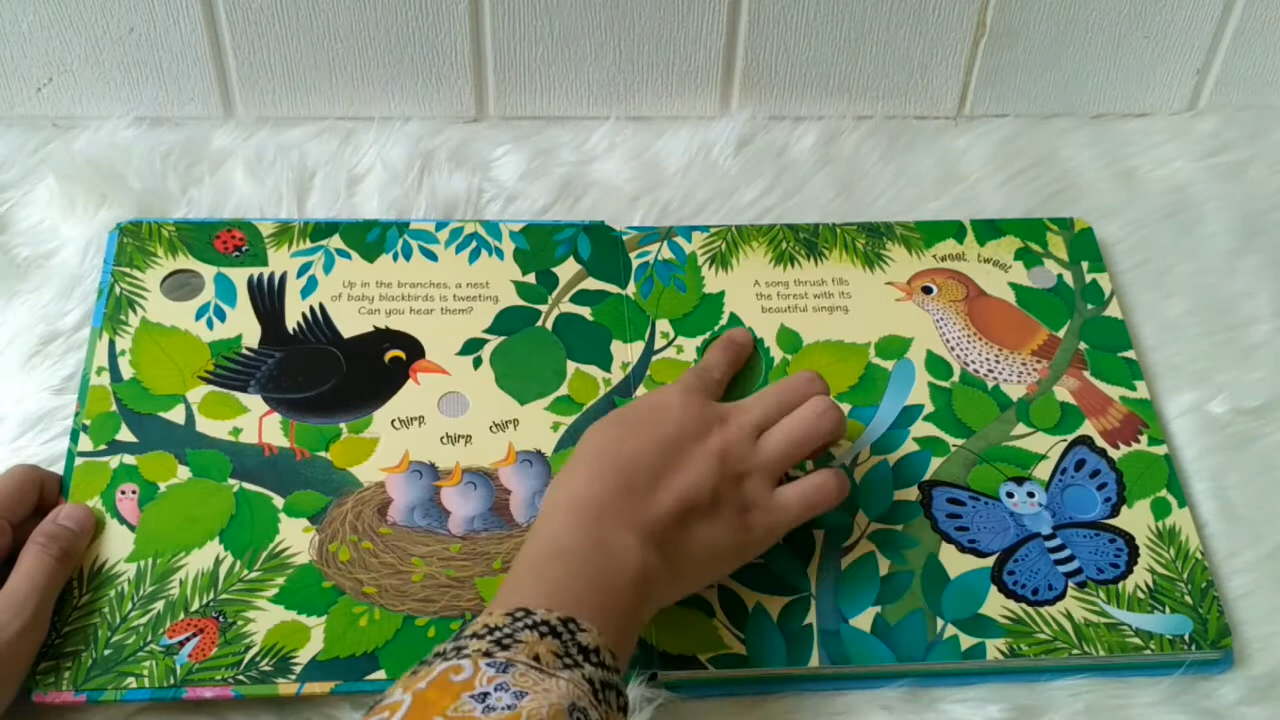 Up in the branches, a nest
of baby blackbirds is tweeting.
Can you hear them?
Chirp,
chirp,
chirp
A song thrush fills
the forest with its
beautiful singing.
Tweet, tweet